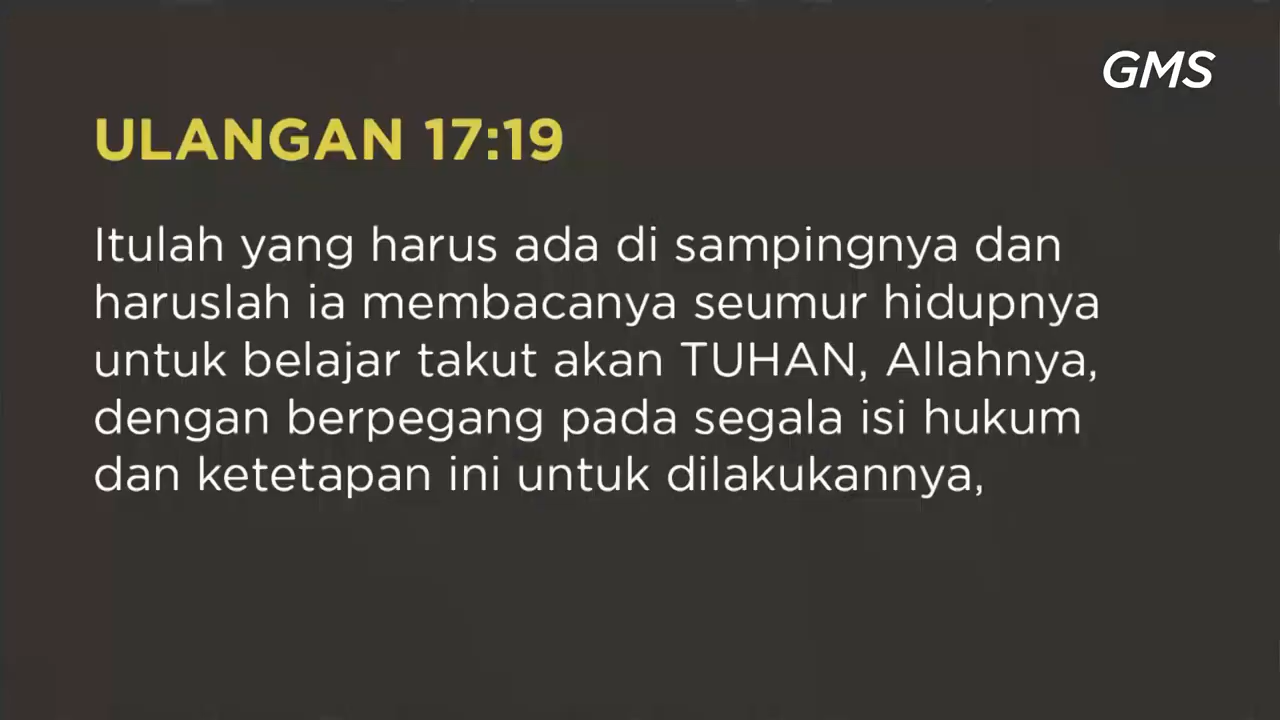 GMS
ULANGAN 17:19
Itulah yang harus ada di sampingnya dan
haruslah ia membacanya seumur hidupnya
untuk belajar takut akan TUHAN, Allahnya,
dengan berpegang pada segala isi hukum
dan ketetapan ini untuk dilakukannya,